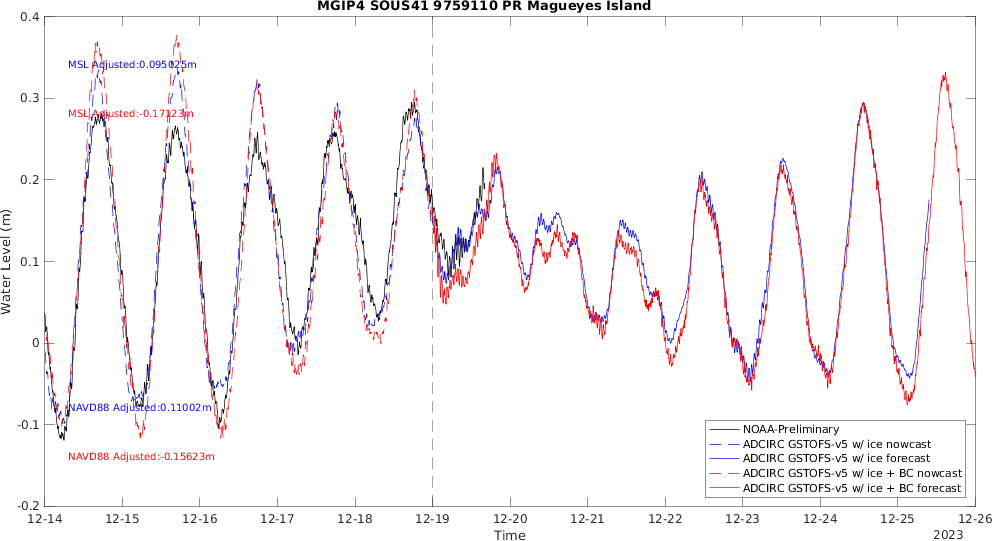 MGIP4 SOUS41 9759110 PR Magueyes Island
0.4
0.3
0.2
0.1
0
-0.1
-0.2
Water Level (m)
MSL Adjusted:0.095025m
MSL Adjusted:-0.17123m
NAVD88 Adjusted:0.11002m
NAVD88 Adjusted:-0.15623m
NOAA-Preliminary
ADCIRC GSTOFS-v5 w/ ice nowcast
ADCIRC GSTOFS-v5 w/ ice forecast
ADCIRC GSTOFS-v5 w/ ice + BC nowcast
ADCIRC GSTOFS-v5 w/ ice + BC forecast
12-14 12-15 12-16 12-17 12-18 12-19 12-20 12-21 12-22 12-23 12-24 12-25 12-26
Time
2023